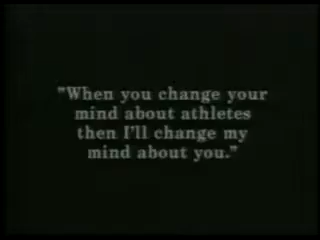 "When you change your
mind about athletes
then I'll change my
mind about you."